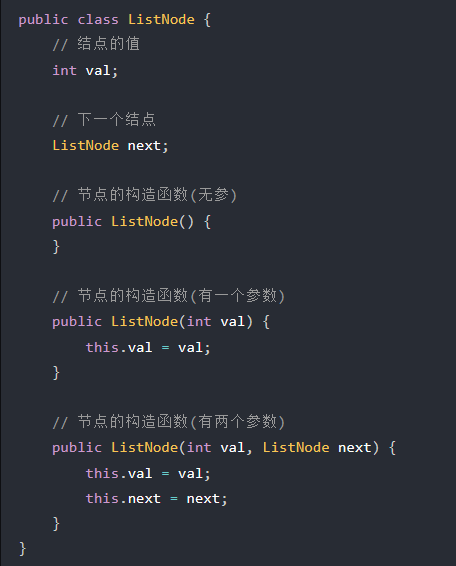 public class ListNode {
    // 结点的值
    int val;

    // 下一个结点
    ListNode next;

    // 节点的构造函数(无参)
    public ListNode() {
    }

    // 节点的构造函数(有一个参数)
    public ListNode(int val) {
        this.val = val;
    }

    // 节点的构造函数(有两个参数)
    public ListNode(int val, ListNode next) {
        this.val = val;
        this.next = next;
    }
}